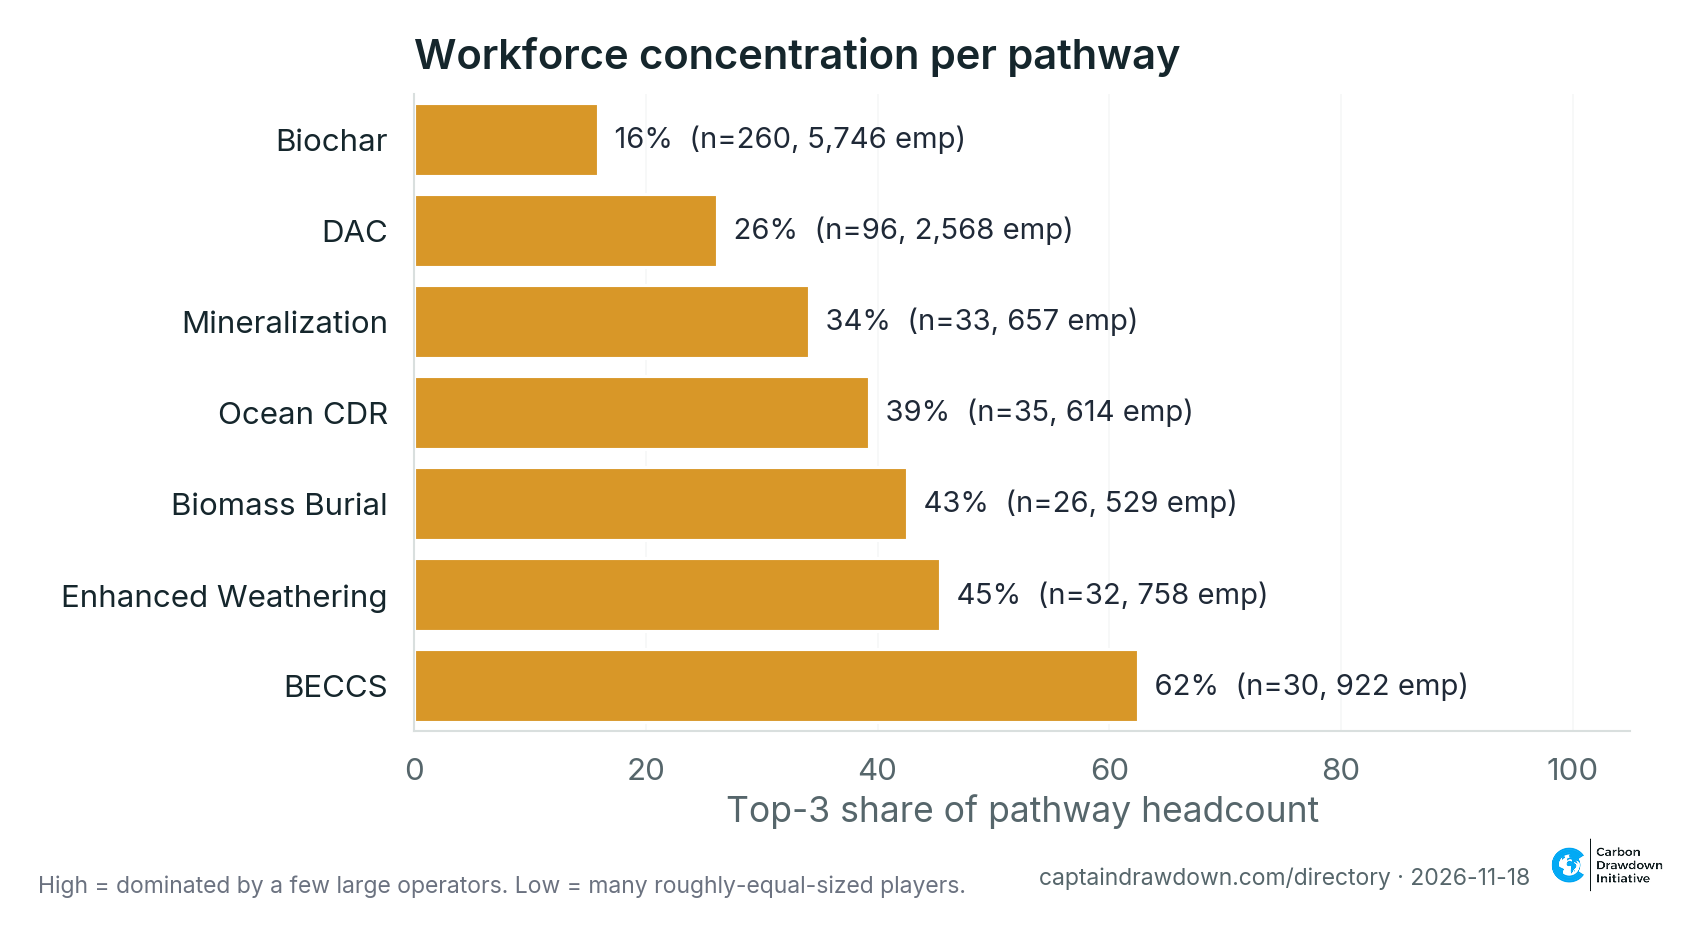 Workforce concentration per pathway
Biochar 16% (n=260, 5,746 emp)
DAC 26% (n=96, 2,568 emp)
Mineralization 34% (n=33, 657 emp)
Ocean CDR 39% (n=35, 614 emp)
Biomass Burial 43% (n=26, 529 emp)
Enhanced Weathering 45% (n=32, 758 emp)
BECCS 62% (n=30, 922 emp)
0 20 40 60 80 100
Top-3 share of pathway headcount
High = dominated by a few large operators. Low = many roughly-equal-sized players.
captaindrawdown.com/directory · 2026-11-18
Carbon
Drawdown
Initiative